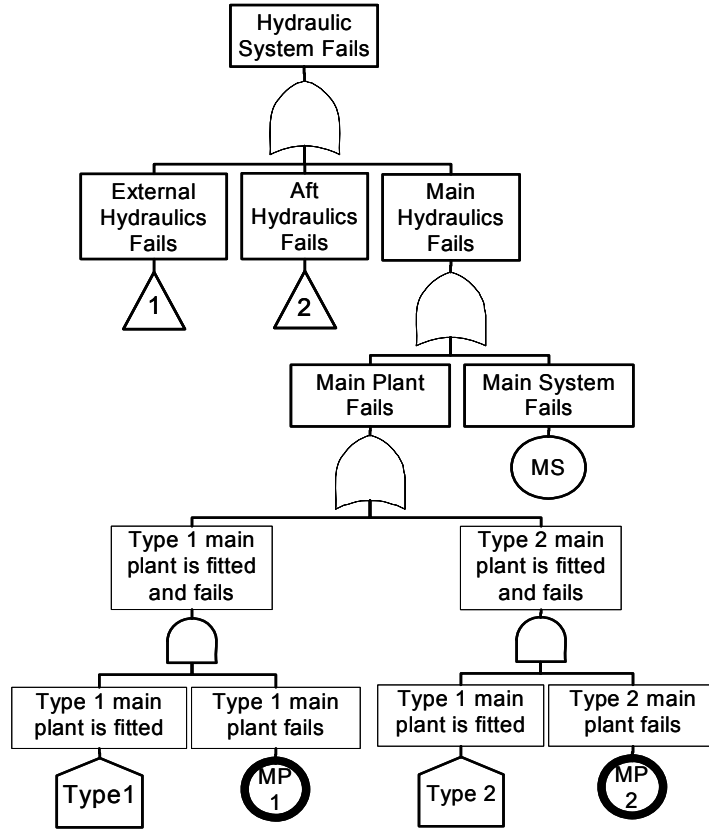 Hydraulic
System Fails
External
Hydraulics
Fails
Aft
Hydraulics
Fails
Main
Hydraulics
Fails
1
2
Main Plant
Fails
Main System
Fails
MS
Type 1 main
plant is fitted
and fails
Type 2 main
plant is fitted
and fails
Type 1 main
plant is fitted
Type 1 main
plant fails
Type 1 main
plant is fitted
Type 2 main
plant fails
Type1
MP
1
Type 2
MP
2